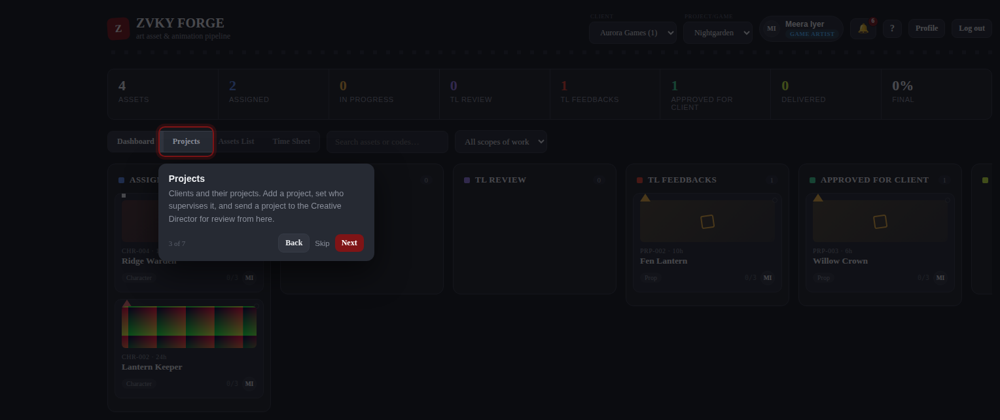 Z
ZVKY FORGE
art asset & animation pipeline
CLIENT
Aurora Games (1)
PROJECT/GAME
Nightgarden
MI
Meera Iyer
GAME ARTIST
6
?
Profile
Log out
4
ASSETS
2
ASSIGNED
0
IN PROGRESS
0
TL REVIEW
1
TL FEEDBACKS
1
APPROVED FOR
CLIENT
0
DELIVERED
0%
FINAL
Dashboard
Projects
Assets List
Time Sheet
Search assets or codes…
All scopes of work
0
TL REVIEW
0
TL FEEDBACKS
1
APPROVED FOR CLIENT
1
Projects
Clients and their projects. Add a project, set who
supervises it, and send a project to the Creative
Director for review from here.
3 of 7
Back
Skip
Next
CHR-004
Ridge Warden
Character
0/3
MI
CHR-002 · 24h
Lantern Keeper
Character
0/3
MI
PRP-002 · 10h
Fen Lantern
Prop
0/3
MI
PRP-003 · 6h
Willow Crown
Prop
0/3
MI